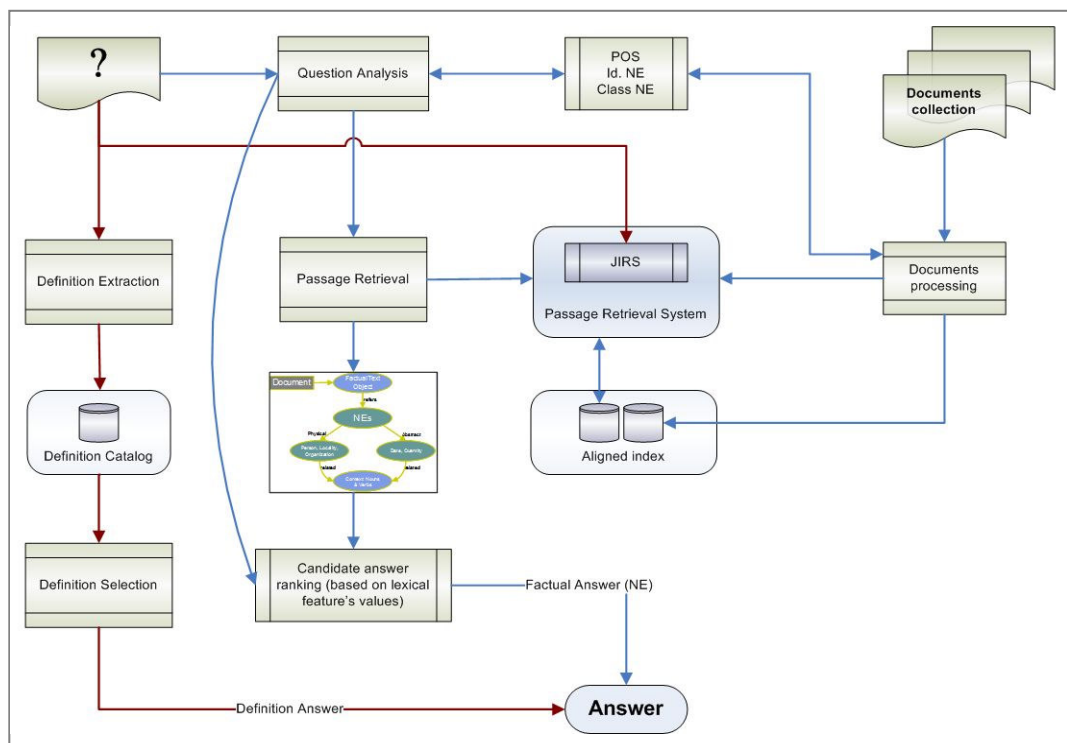 ?
Question Analysis
POS
Id. NE
Class NE
Documents
collection
Definition Extraction
Passage Retrieval
JIRS
Passage Retrieval System
Documents
processing
Document
Factual Text
Object
refers
NEs
Physical
Abstract
Person, Locality,
Organization
Date, Quantity
related
related
Context: Nouns
& Verbs
Definition Catalog
Aligned index
Definition Selection
Candidate answer
ranking (based on lexical
feature's values)
Factual Answer (NE)
Definition Answer
Answer